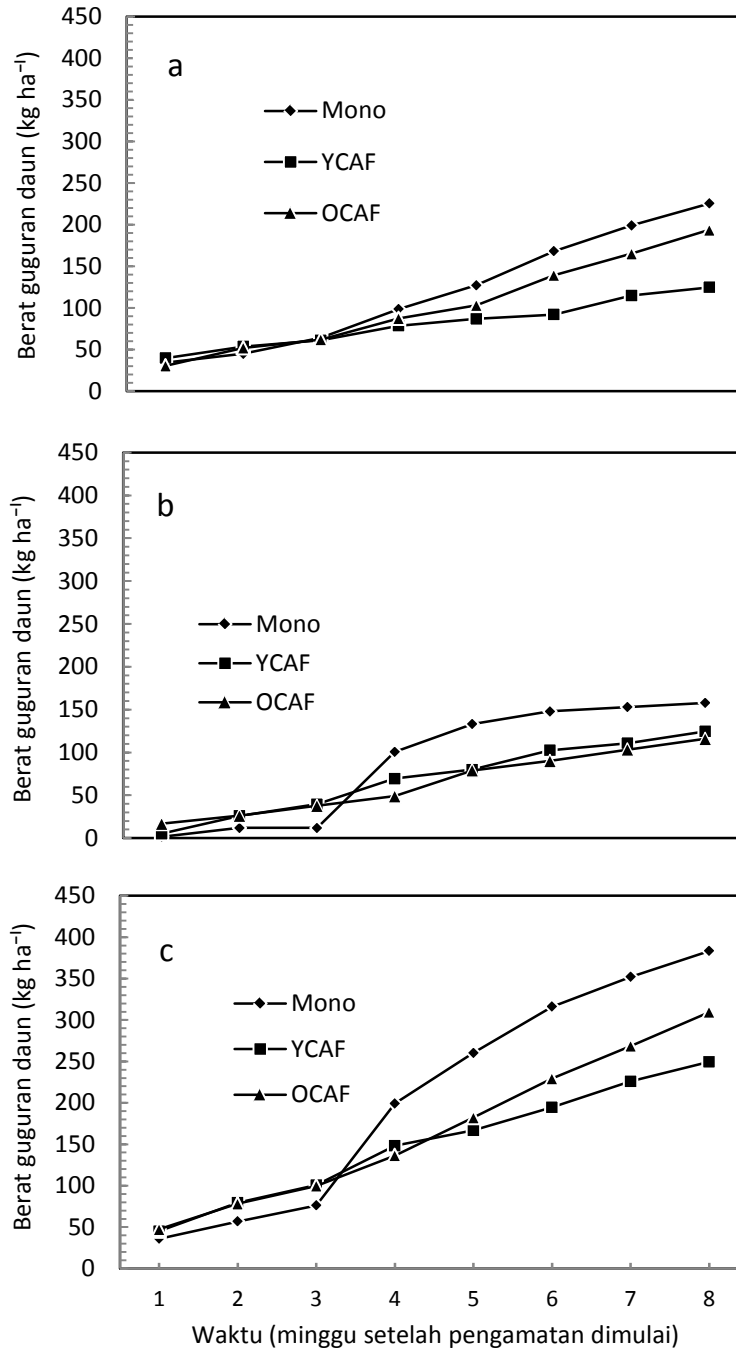 450
400
350
300
250
200
150
100
50
0
Berat guguran daun (kg ha⁻¹)
a
Mono
YCAF
OCAF
450
400
350
300
250
200
150
100
50
0
Berat guguran daun (kg ha⁻¹)
b
Mono
YCAF
OCAF
450
400
350
300
250
200
150
100
50
0
Berat guguran daun (kg ha⁻¹)
c
Mono
YCAF
OCAF
1 2 3 4 5 6 7 8
Waktu (minggu setelah pengamatan dimulai)